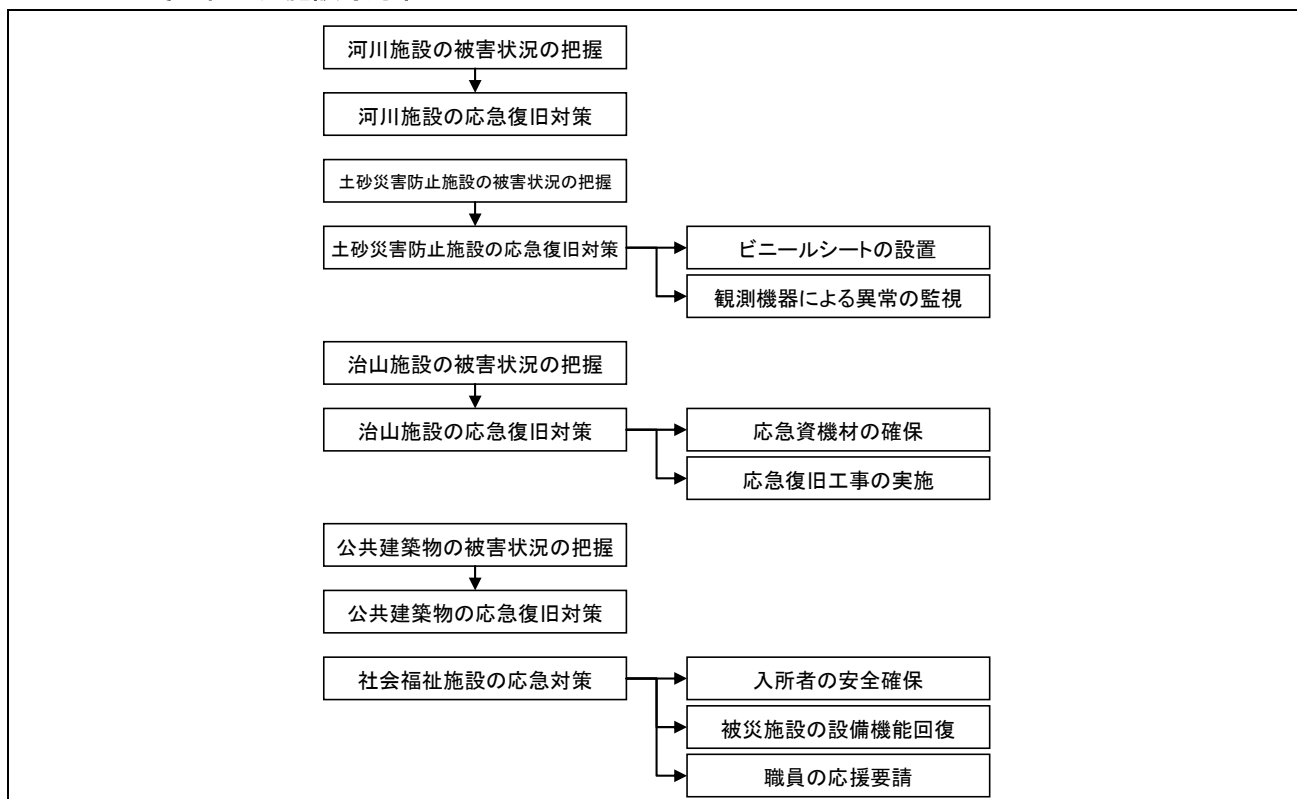 河川施設の被害状況の把握
河川施設の応急復旧対策
土砂災害防止施設の被害状況の把握
土砂災害防止施設の応急復旧対策
ビニールシートの設置
観測機器による異常の監視
治山施設の被害状況の把握
治山施設の応急復旧対策
応急資機材の確保
応急復旧工事の実施
公共建築物の被害状況の把握
公共建築物の応急復旧対策
社会福祉施設の応急対策
入所者の安全確保
被災施設の設備機能回復
職員の応援要請